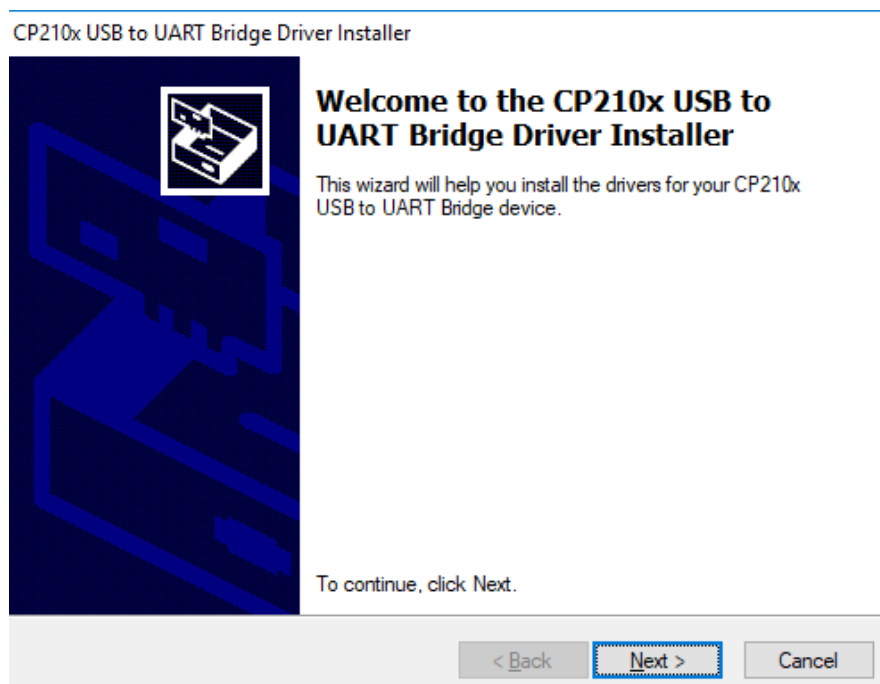 CP210x USB to UART Bridge Driver Installer
Welcome to the CP210x USB to
UART Bridge Driver Installer
This wizard will help you install the drivers for your CP210x
USB to UART Bridge device.
To continue, click Next.
< Back
Next >
Cancel